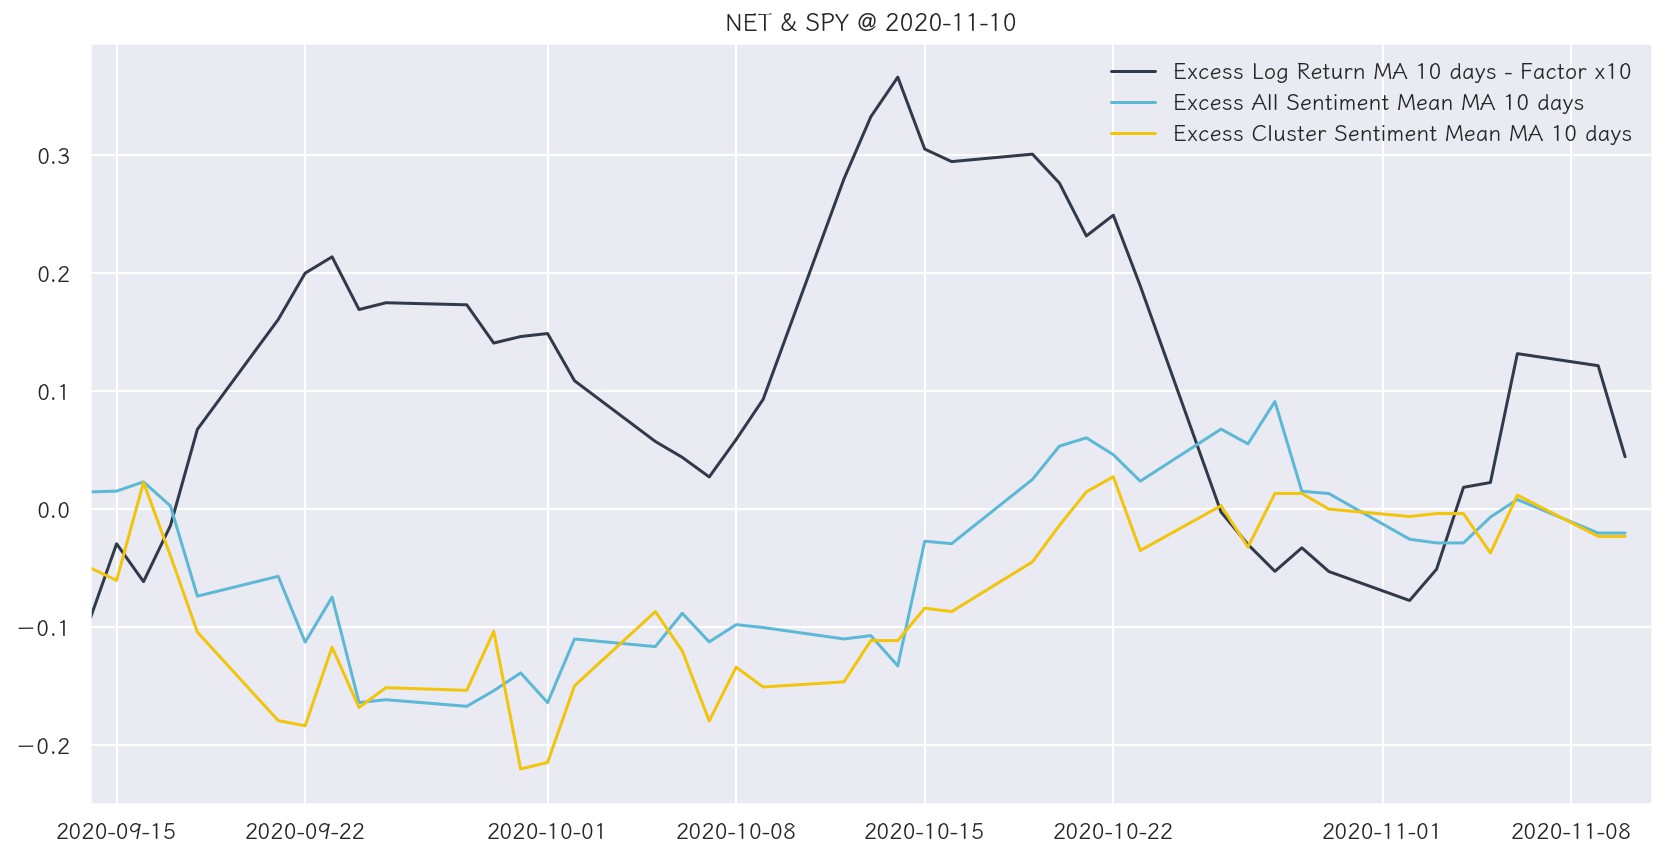 NET & SPY @ 2020-11-10
Excess Log Return MA 10 days - Factor x10
Excess All Sentiment Mean MA 10 days
Excess Cluster Sentiment Mean MA 10 days
0.3
0.2
0.1
0.0
−0.1
−0.2
2020-09-15 2020-09-22 2020-10-01 2020-10-08 2020-10-15 2020-10-22 2020-11-01 2020-11-08